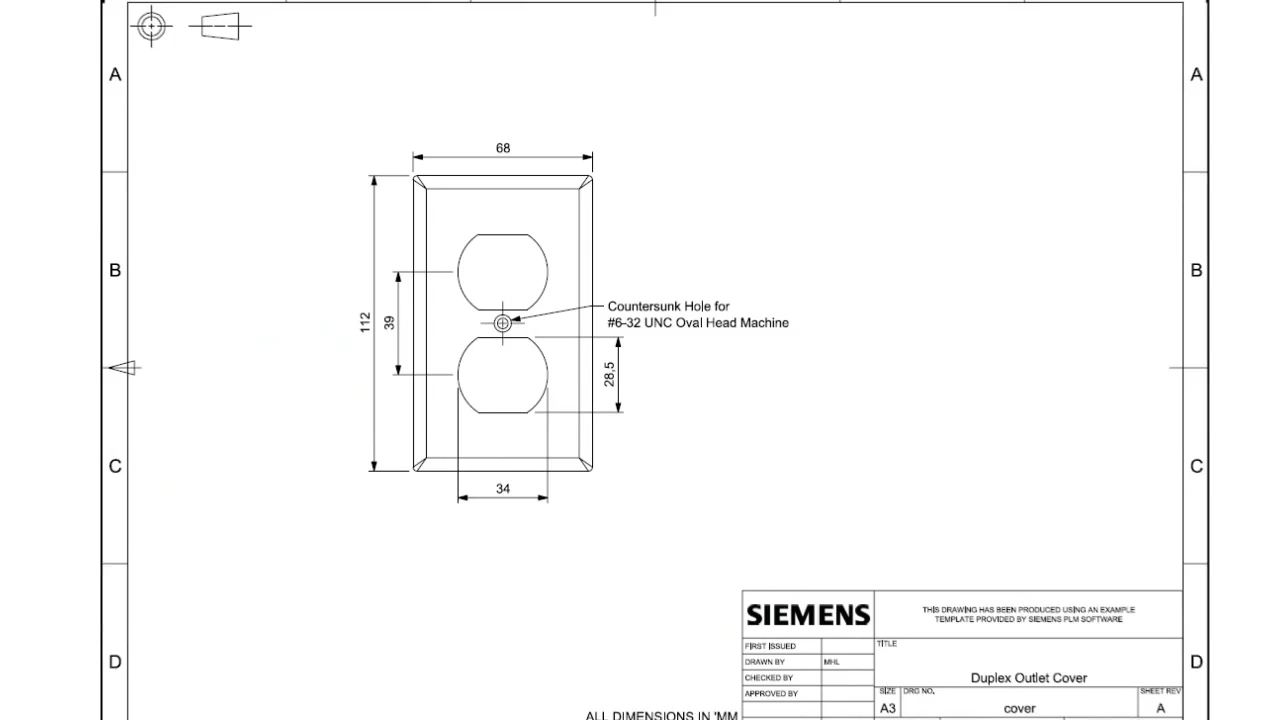 A
A
68
B
B
112
39
Countersunk Hole for
#6-32 UNC Oval Head Machine
28,5
C
C
34
SIEMENS
THIS DRAWING HAS BEEN PRODUCED USING AN EXAMPLE
TEMPLATE PROVIDED BY SIEMENS PLM SOFTWARE
FIRST ISSUED
TITLE
DRAWN BY
MHL
D
D
CHECKED BY
Duplex Outlet Cover
APPROVED BY
SIZE
DRG NO.
SHEET REV
A3
cover
A
ALL DIMENSIONS IN 'MM